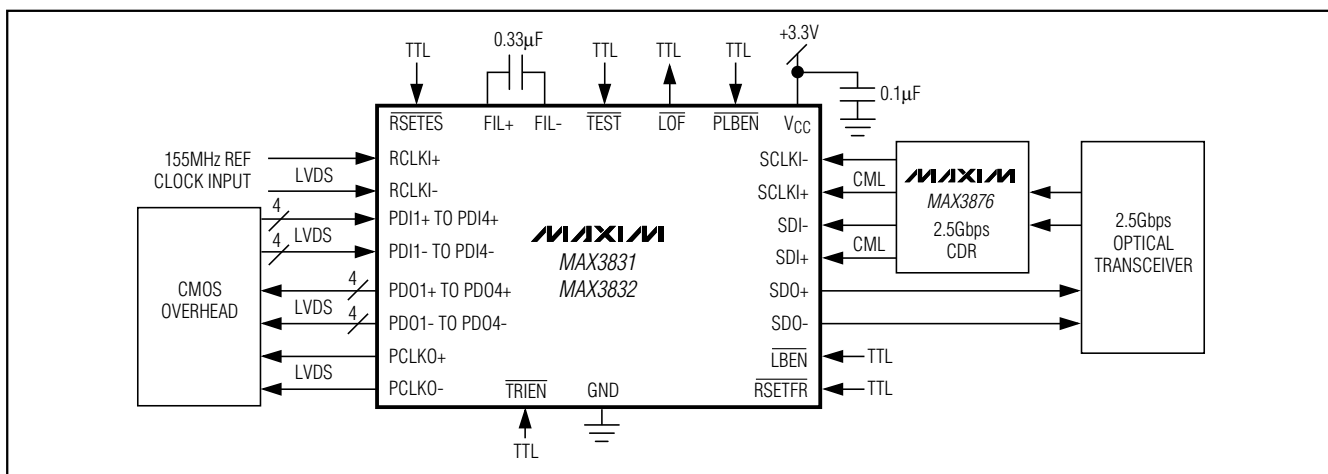 +3.3V
0.33µF
TTL
TTL
TTL
TTL
0.1µF
RSETES
FIL+
FIL-
TEST
LOF
PLBEN
VCC
155MHz REF
CLOCK INPUT
LVDS
RCLKI+
RCLKI-
4
4
LVDS
PDI1+ TO PDI4+
PDI1- TO PDI4-
CMOS
OVERHEAD
4
4
LVDS
PDO1+ TO PDO4+
PDO1- TO PDO4-
LVDS
PCLKO+
PCLKO-
MAXIM
MAX3831
MAX3832
TRIEN
TTL
GND
SCLKI-
SCLKI+
SDI-
SDI+
SDO+
SDO-
LBEN
RSETFR
CML
CML
TTL
TTL
MAXIM
MAX3876
2.5Gbps
CDR
2.5Gbps
OPTICAL
TRANSCEIVER